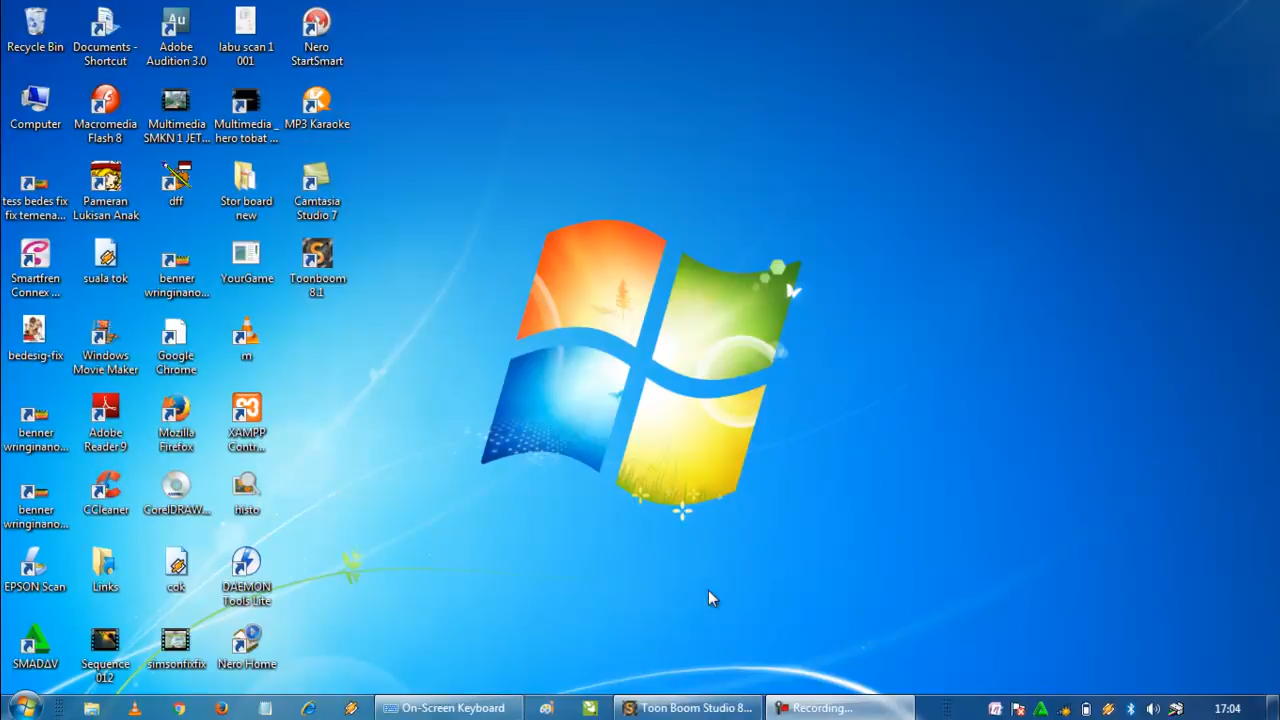 Recycle Bin
Documents -
Shortcut
Adobe
Audition 3.0
labu scan 1
001
Nero
StartSmart
Computer
Macromedia
Flash 8
Multimedia
SMKN 1 JET...
Multimedia _
hero tobat ...
MP3 Karaoke
tess bedes fix
fix temena...
Pameran
Lukisan Anak
dff
Stor board
new
Camtasia
Studio 7
Smartfren
Connex ...
suala tok
benner
wringinano...
YourGame
Toonboom
8.1
bedesig-fix
Windows
Movie Maker
Google
Chrome
m
benner
wringinano...
Adobe
Reader 9
Mozilla
Firefox
XAMPP
Contr...
benner
wringinano...
CCleaner
CorelDRAW...
histo
EPSON Scan
Links
cok
DAEMON
Tools Lite
SMADΔV
Sequence
012
simsonfixfix
Nero Home
On-Screen Keyboard
Toon Boom Studio 8...
Recording...
17:04